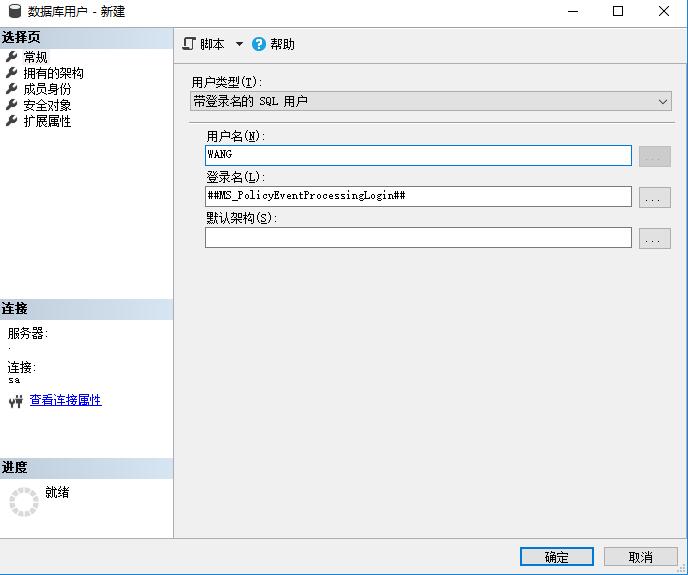 数据库用户 - 新建
选择页
常规
拥有的架构
成员身份
安全对象
扩展属性
连接
服务器:
.
连接:
sa
查看连接属性
进度
就绪
脚本 帮助
用户类型(T):
带登录名的 SQL 用户
用户名(N):
WANG
...
登录名(L):
##MS_PolicyEventProcessingLogin##
...
默认架构(S):
...
确定 取消